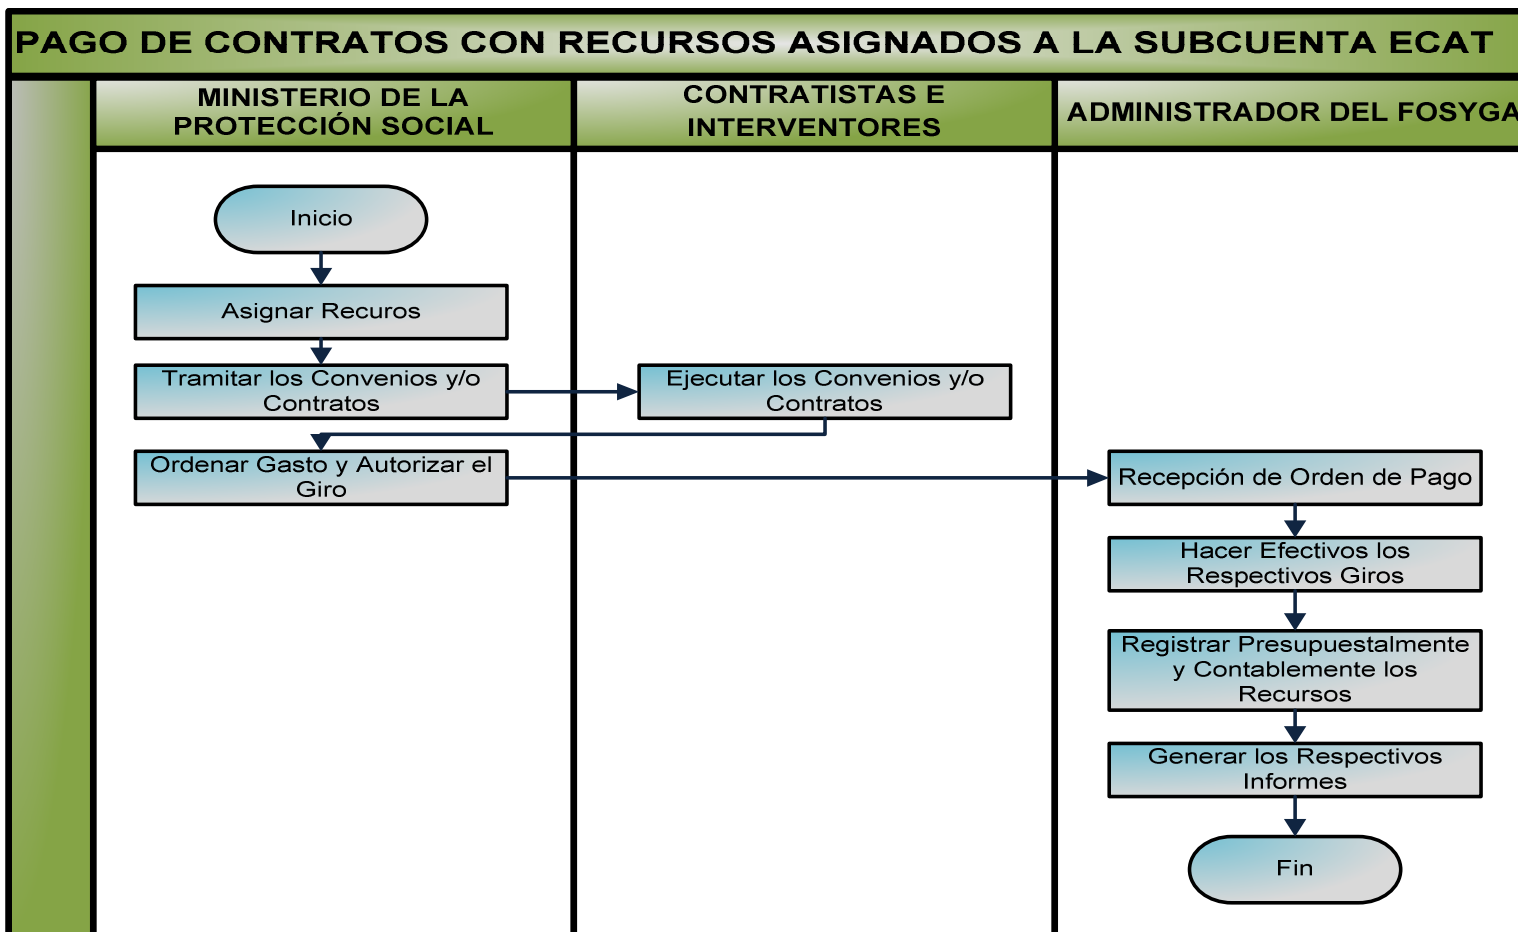 PAGO DE CONTRATOS CON RECURSOS ASIGNADOS A LA SUBCUENTA ECAT
MINISTERIO DE LA
PROTECCIÓN SOCIAL
CONTRATISTAS E
INTERVENTORES
ADMINISTRADOR DEL FOSYGA
Inicio
Asignar Recuros
Tramitar los Convenios y/o
Contratos
Ejecutar los Convenios y/o
Contratos
Ordenar Gasto y Autorizar el
Giro
Recepción de Orden de Pago
Hacer Efectivos los
Respectivos Giros
Registrar Presupuestalmente
y Contablemente los
Recursos
Generar los Respectivos
Informes
Fin